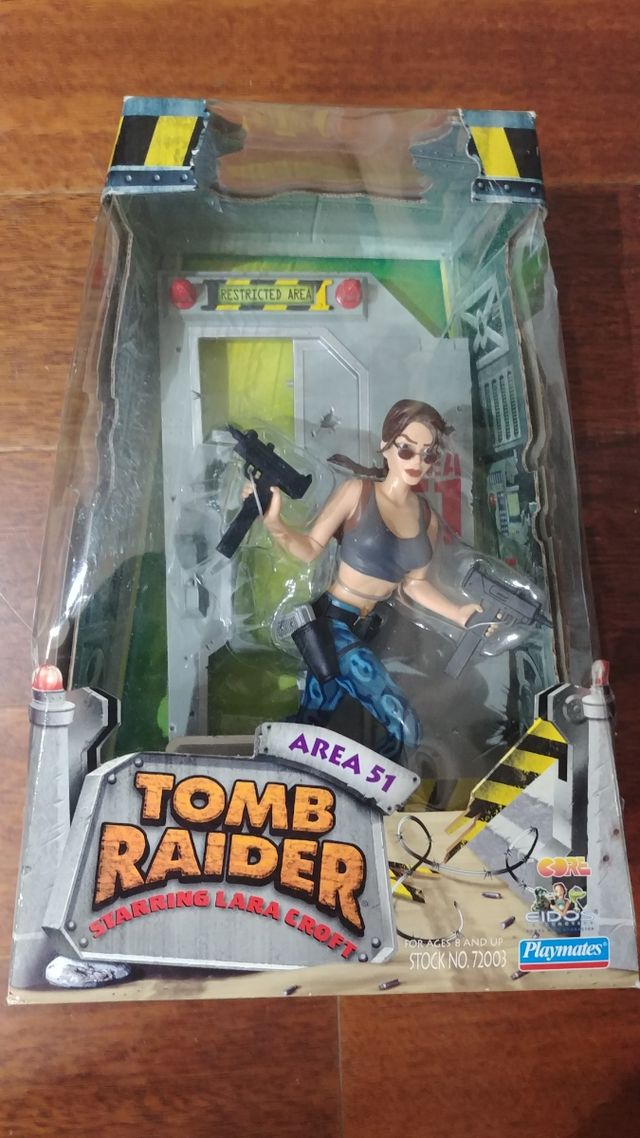 RESTRICTED AREA
AREA 51
TOMB
RAIDER
STARRING LARA CROFT
CORE
EIDOS
FOR AGES 8 AND UP
STOCK NO. 72003
Playmates